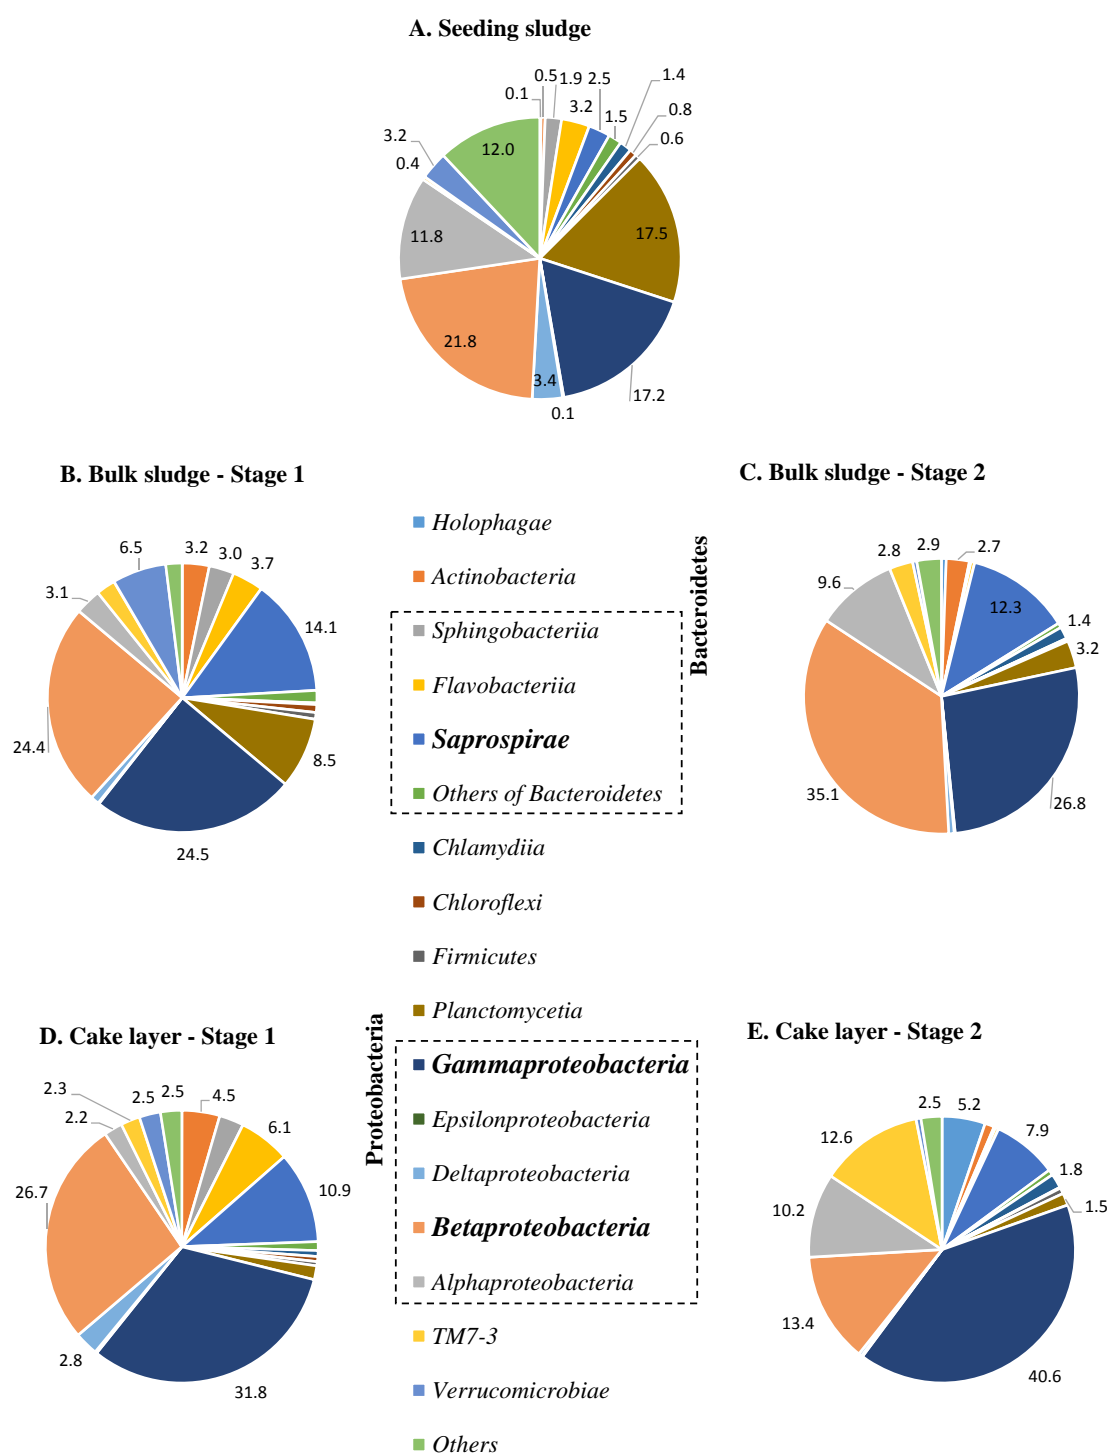 A. Seeding sludge
0.1
0.5
1.9
3.2
2.5
1.5
1.4
0.8
0.6
17.5
17.2
0.1
3.4
21.8
11.8
0.4
3.2
12.0
B. Bulk sludge - Stage 1
3.2
3.0
3.7
14.1
8.5
24.5
24.4
3.1
6.5
C. Bulk sludge - Stage 2
2.7
12.3
1.4
3.2
26.8
35.1
9.6
2.8
2.9
Holophagae
Actinobacteria
Bacteroidetes
Sphingobacteriia
Flavobacteriia
Saprospirae
Others of Bacteroidetes
Chlamydiia
Chloroflexi
Firmicutes
Planctomycetia
Proteobacteria
Gammaproteobacteria
Epsilonproteobacteria
Deltaproteobacteria
Betaproteobacteria
Alphaproteobacteria
TM7-3
Verrucomicrobiae
Others
D. Cake layer - Stage 1
4.5
6.1
10.9
31.8
2.8
26.7
2.2
2.3
2.5
2.5
E. Cake layer - Stage 2
5.2
7.9
1.8
1.5
40.6
13.4
10.2
12.6
2.5